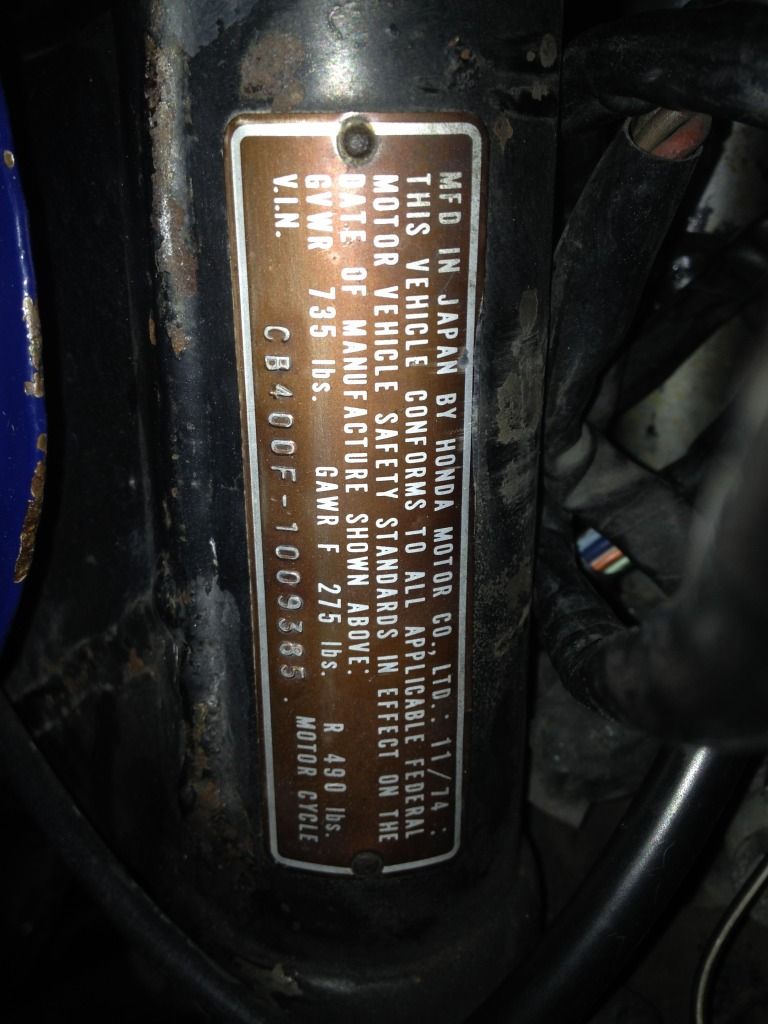 MFD IN JAPAN BY HONDA MOTOR CO., LTD.: 11/74 :
THIS VEHICLE CONFORMS TO ALL APPLICABLE FEDERAL
MOTOR VEHICLE SAFETY STANDARDS IN EFFECT ON THE
DATE OF MANUFACTURE SHOWN ABOVE.
GVWR 735 lbs. GAWR F 275 lbs. R 490 lbs.
V.I.N. CB400F-1009385 . MOTOR CYCLE